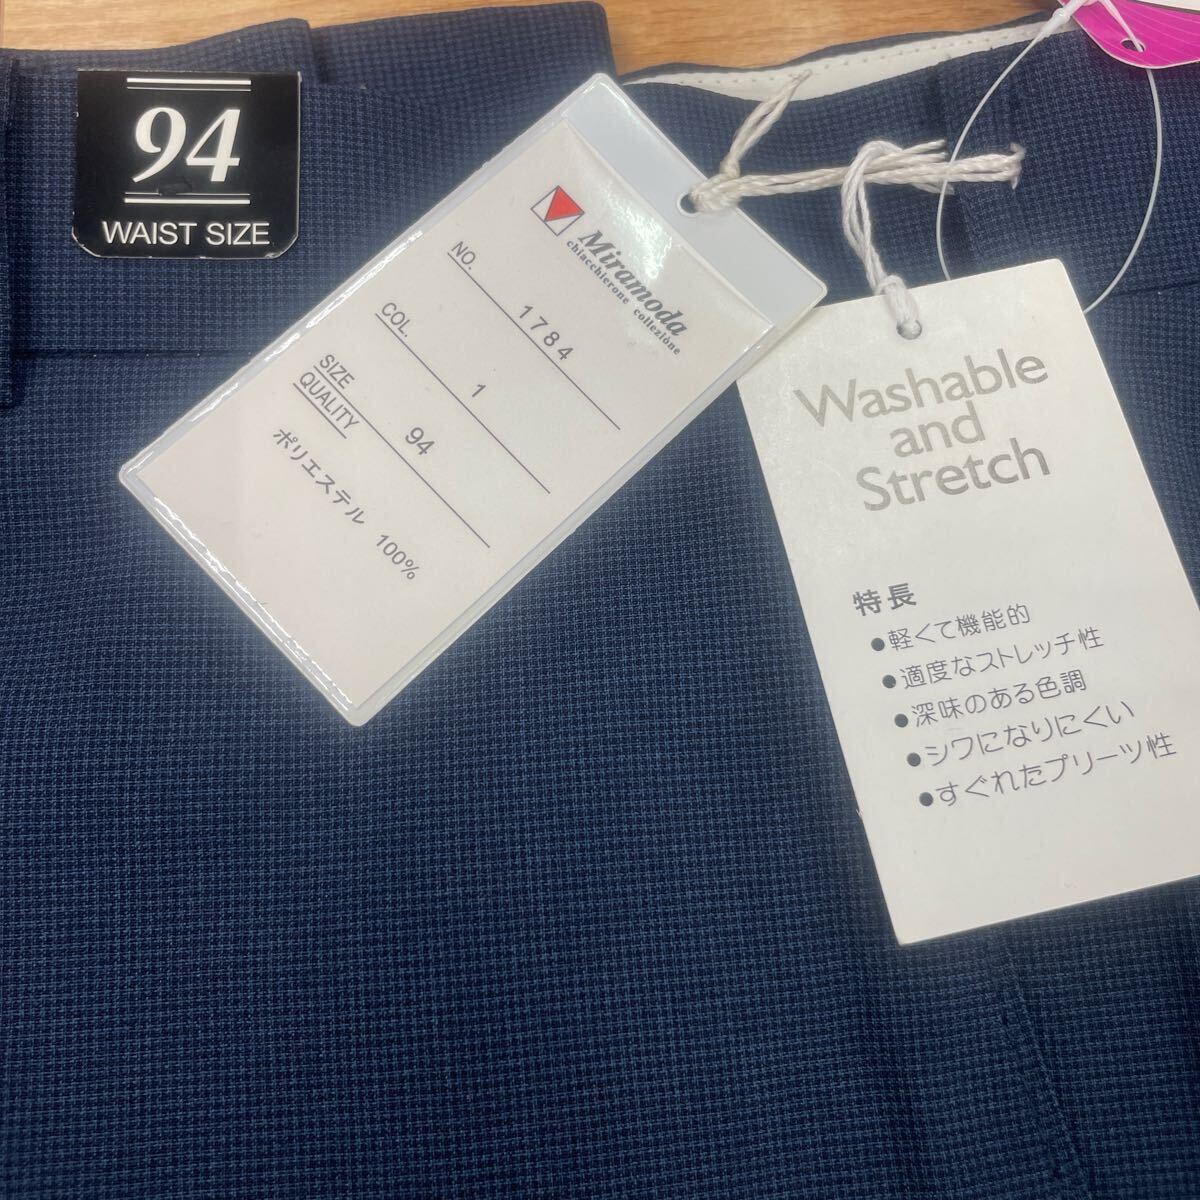 94
WAIST SIZE
Miramoda
chiacchierone collezione
NO. 1784
COL. 1
SIZE 94
QUALITY
ポリエステル 100%
Washable
and
Stretch
特長
●軽くて機能的
●適度なストレッチ性
●深味のある色調
●シワになりにくい
●すぐれたプリーツ性